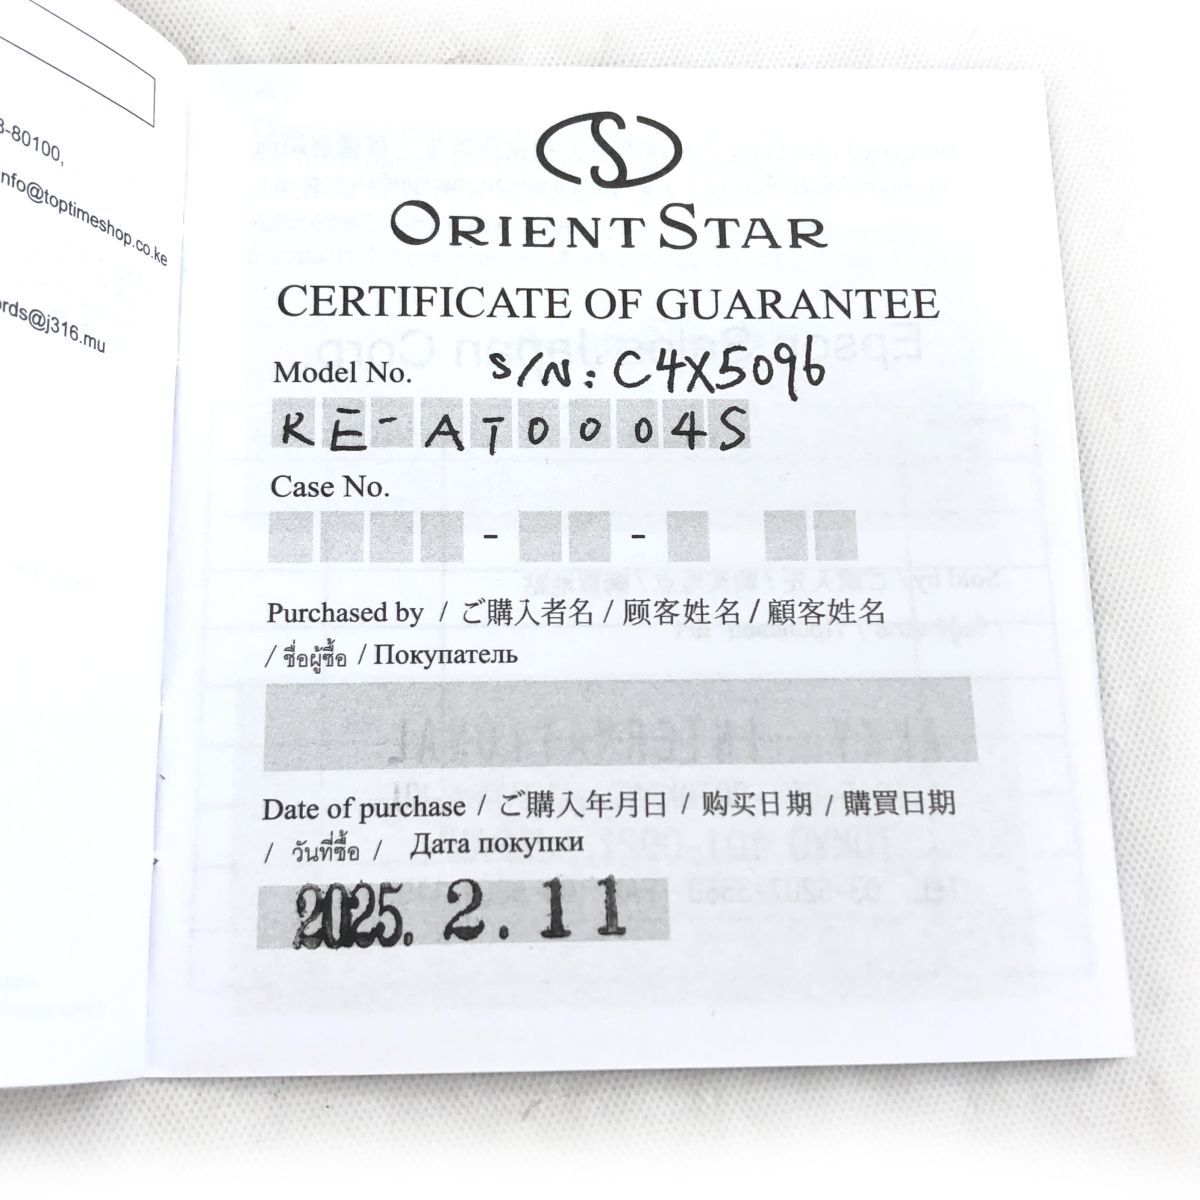 3-80100,
nfo@toptimeshop.co.ke
rds@j316.mu
ORIENT STAR
CERTIFICATE OF GUARANTEE
Model No. S/N: C4X5096
RE-AT0004S
Case No.
- -
Purchased by / ご購入者名 / 顾客姓名 / 顧客姓名
/ ชื่อผู้ซื้อ / Покупатель
Date of purchase / ご購入年月日 / 购买日期 / 購買日期
/ วันที่ซื้อ / Дата покупки
2025. 2. 11